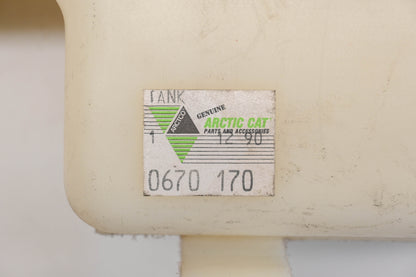 TANK
GENUINE
ARCTCO
ARCTIC CAT
PARTS AND ACCESSORIES
1 12 90
0670 170